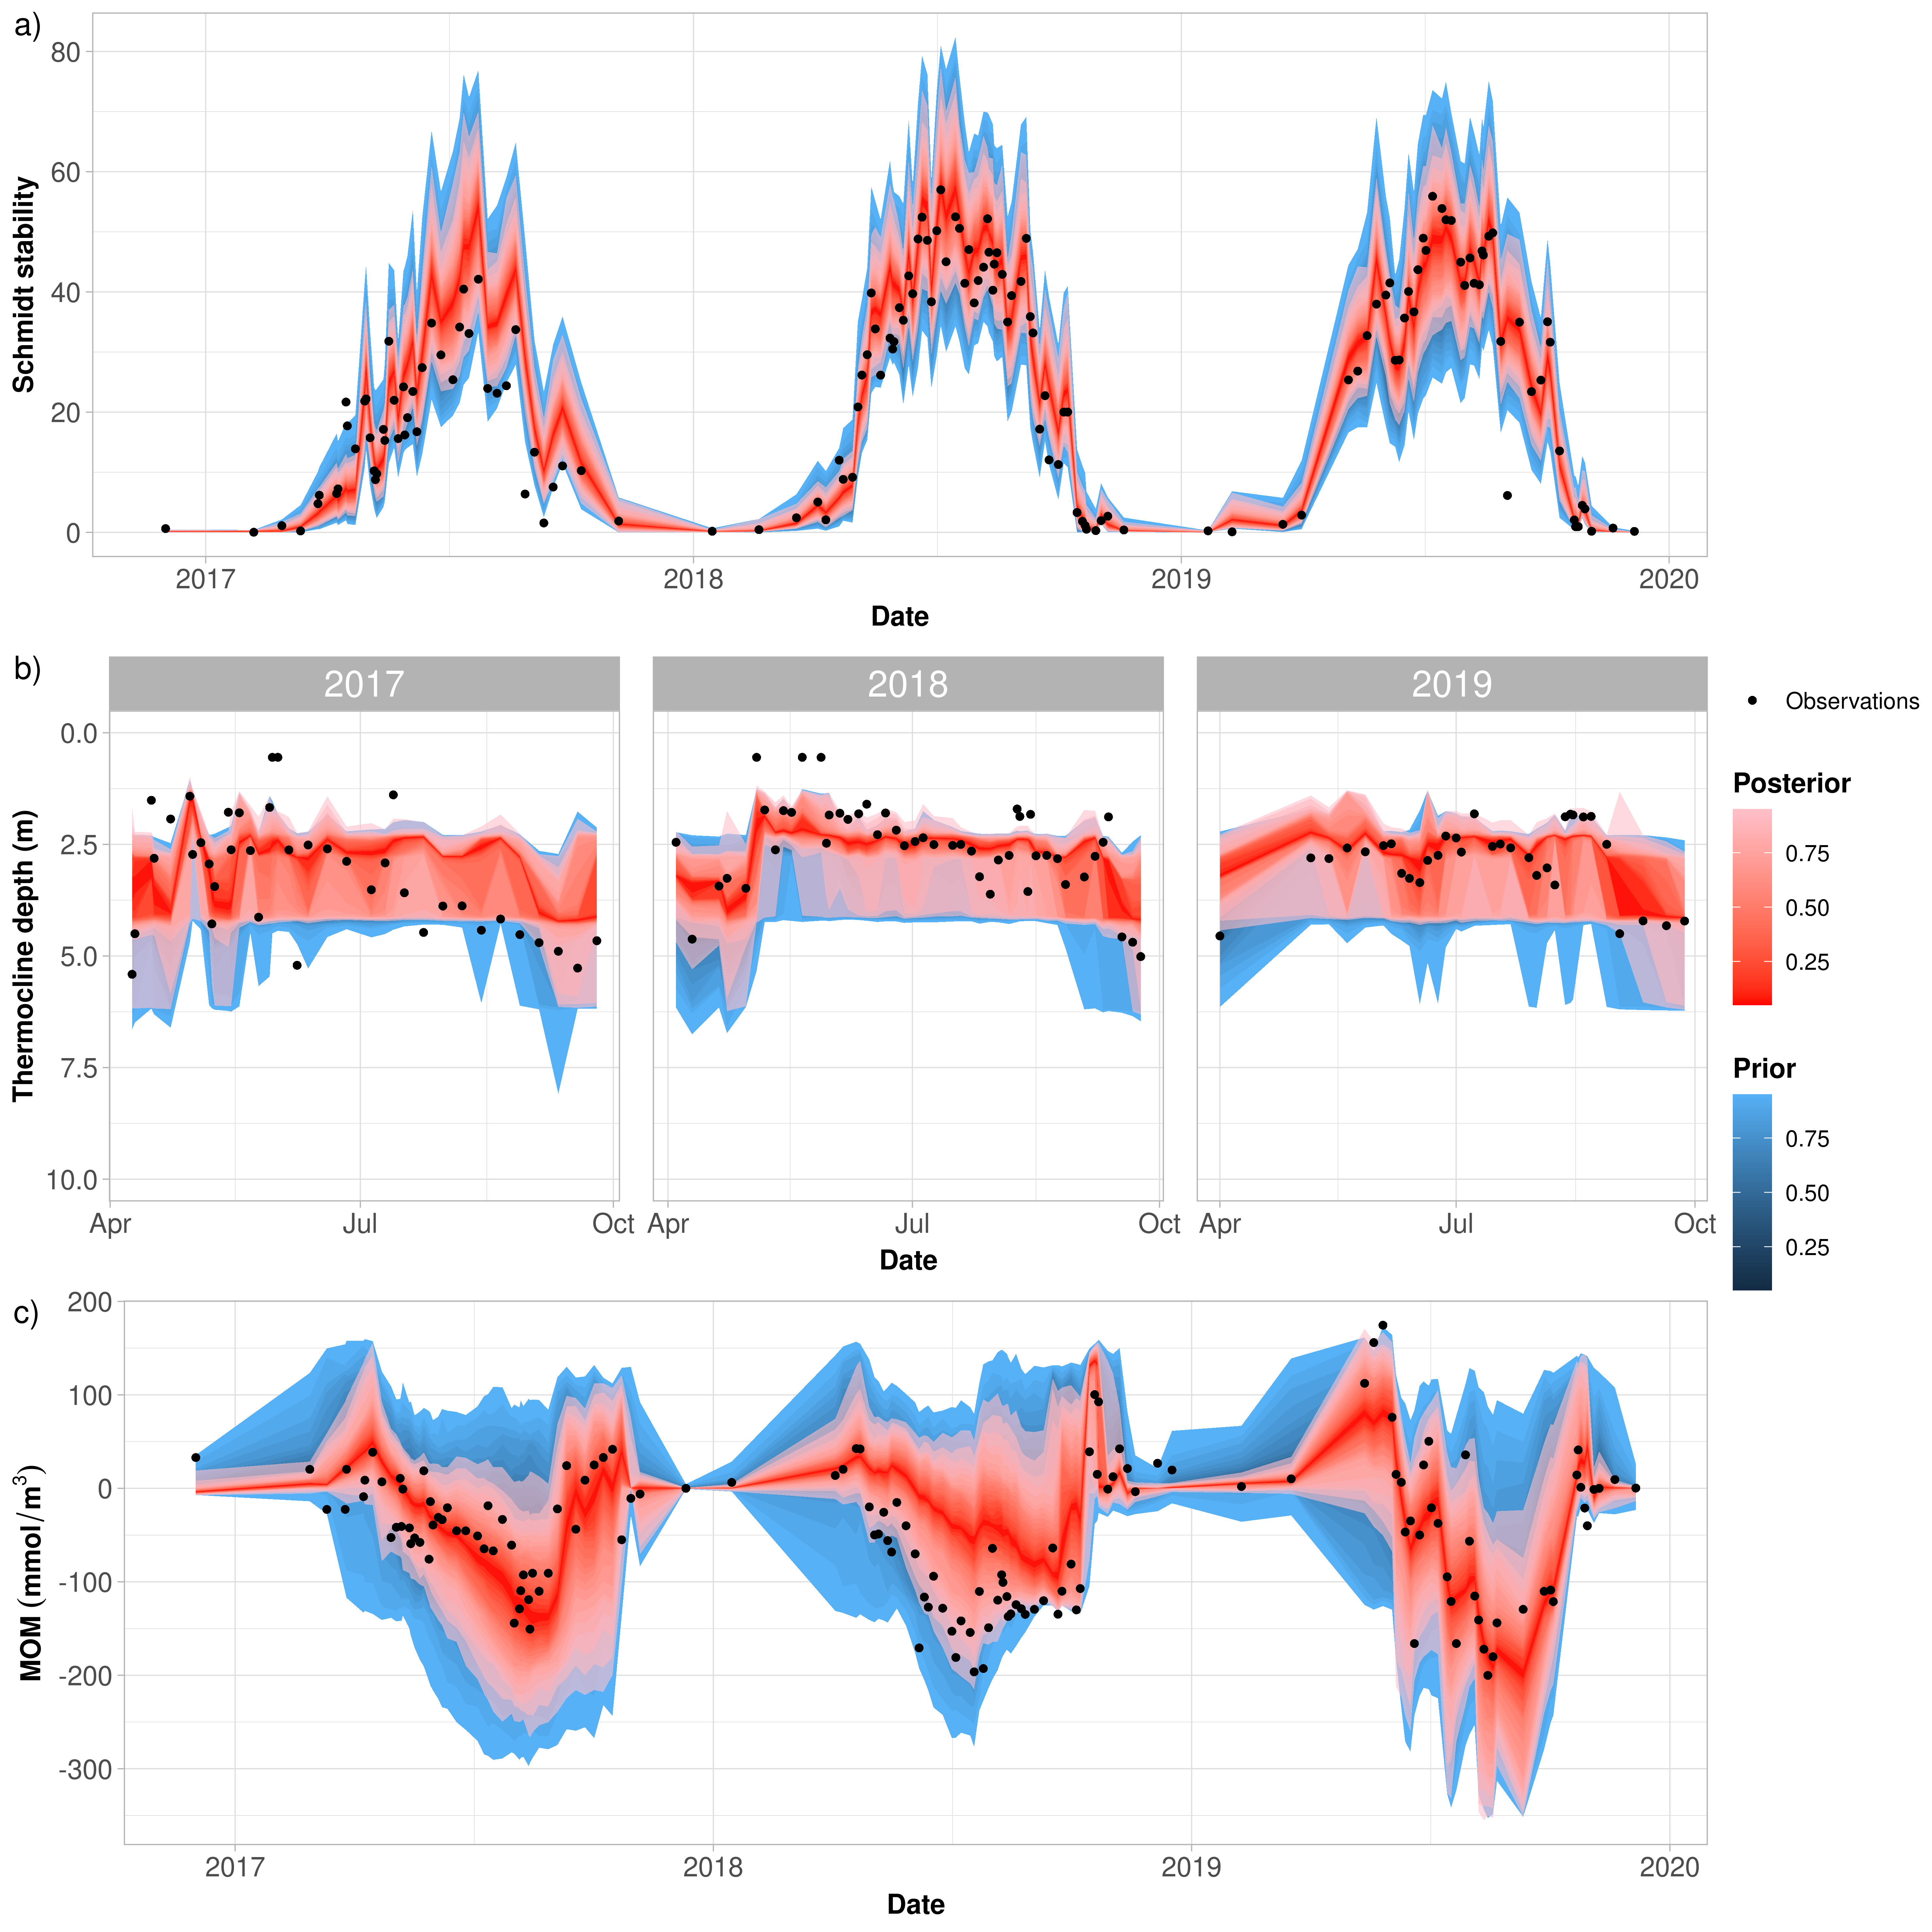 a)
80
60
40
20
0
Schmidt stability
2017 2018 2019 2020
Date
b)
2017 2018 2019
0.0
2.5
5.0
7.5
10.0
Thermocline depth (m)
Apr Jul Oct Apr Jul Oct Apr Jul Oct
Date
Observations
Posterior
0.75
0.50
0.25
Prior
0.75
0.50
0.25
c)
200
100
0
-100
-200
-300
MOM (mmol/m³)
2017 2018 2019 2020
Date